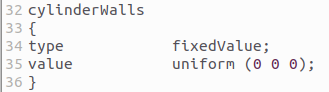 32 cylinderWalls
33 {
34 type fixedValue;
35 value uniform (0 0 0);
36 }